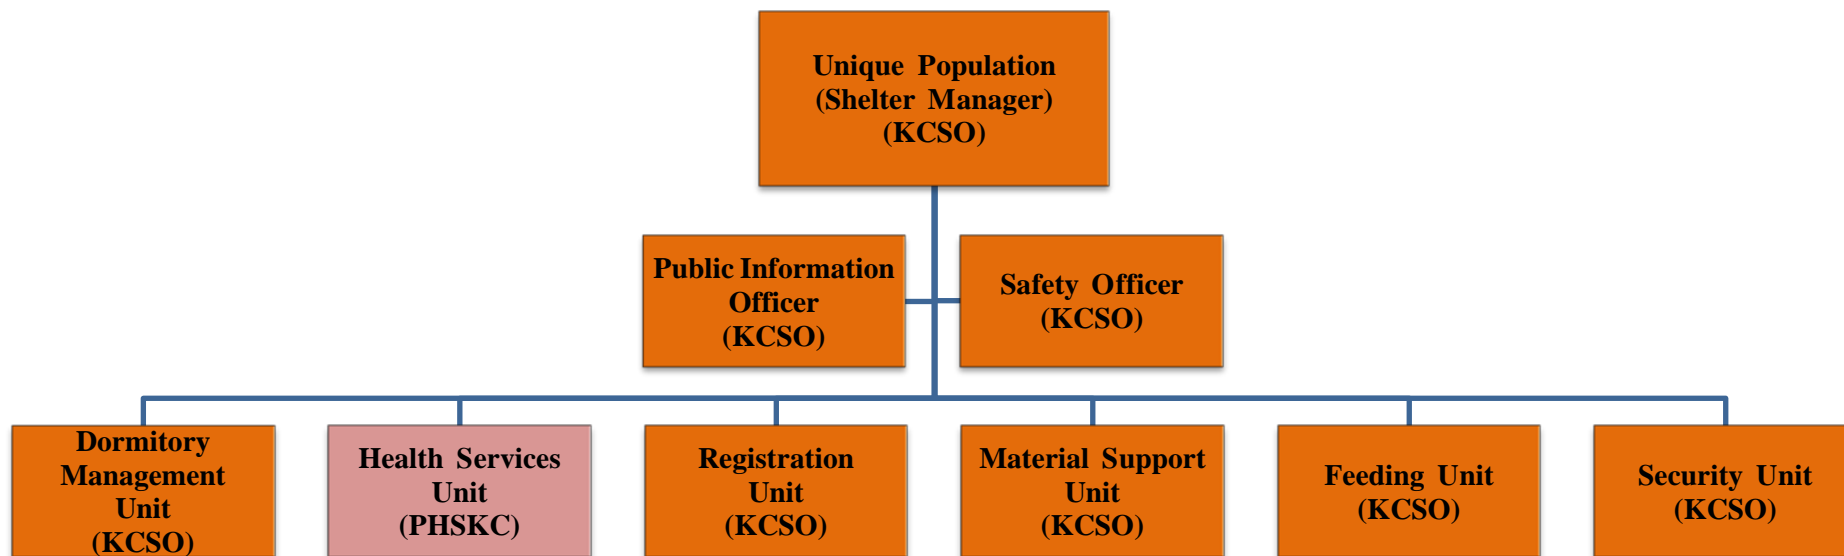 Unique Population
(Shelter Manager)
(KCSO)
Public Information
Officer
(KCSO)
Safety Officer
(KCSO)
Dormitory
Management
Unit
(KCSO)
Health Services
Unit
(PHSKC)
Registration
Unit
(KCSO)
Material Support
Unit
(KCSO)
Feeding Unit
(KCSO)
Security Unit
(KCSO)